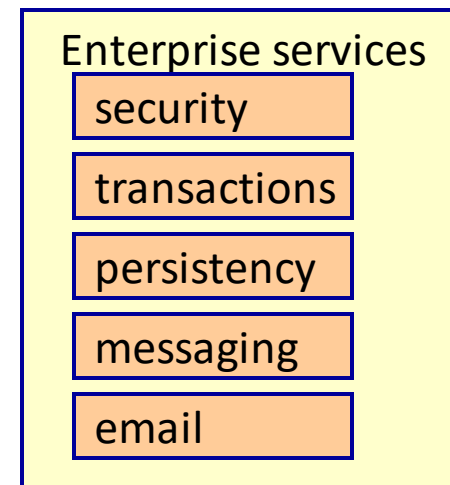 Enterprise services
security
transactions
persistency
messaging
email